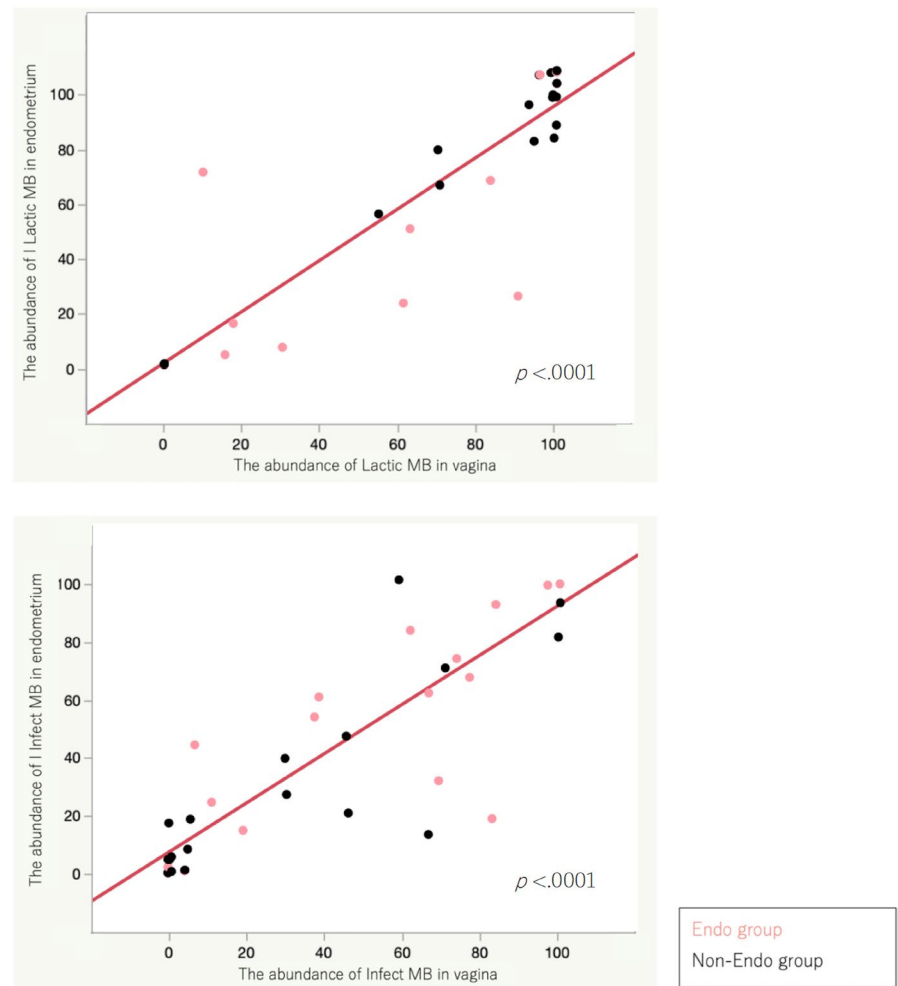 The abundance of l Lactic MB in endometrium
100
80
60
40
20
0
p <.0001
0 20 40 60 80 100
The abundance of Lactic MB in vagina
The abundance of l Infect MB in endometrium
100
80
60
40
20
0
p <.0001
0 20 40 60 80 100
The abundance of Infect MB in vagina
Endo group
Non-Endo group